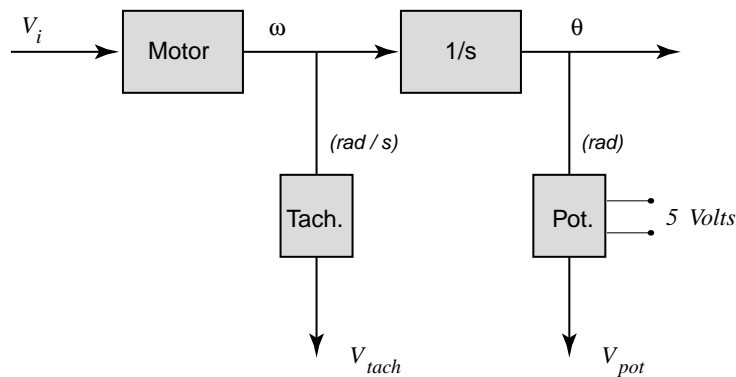 V_i
Motor
ω
1/s
θ
(rad / s)
(rad)
Tach.
Pot.
5 Volts
V_tach
V_pot